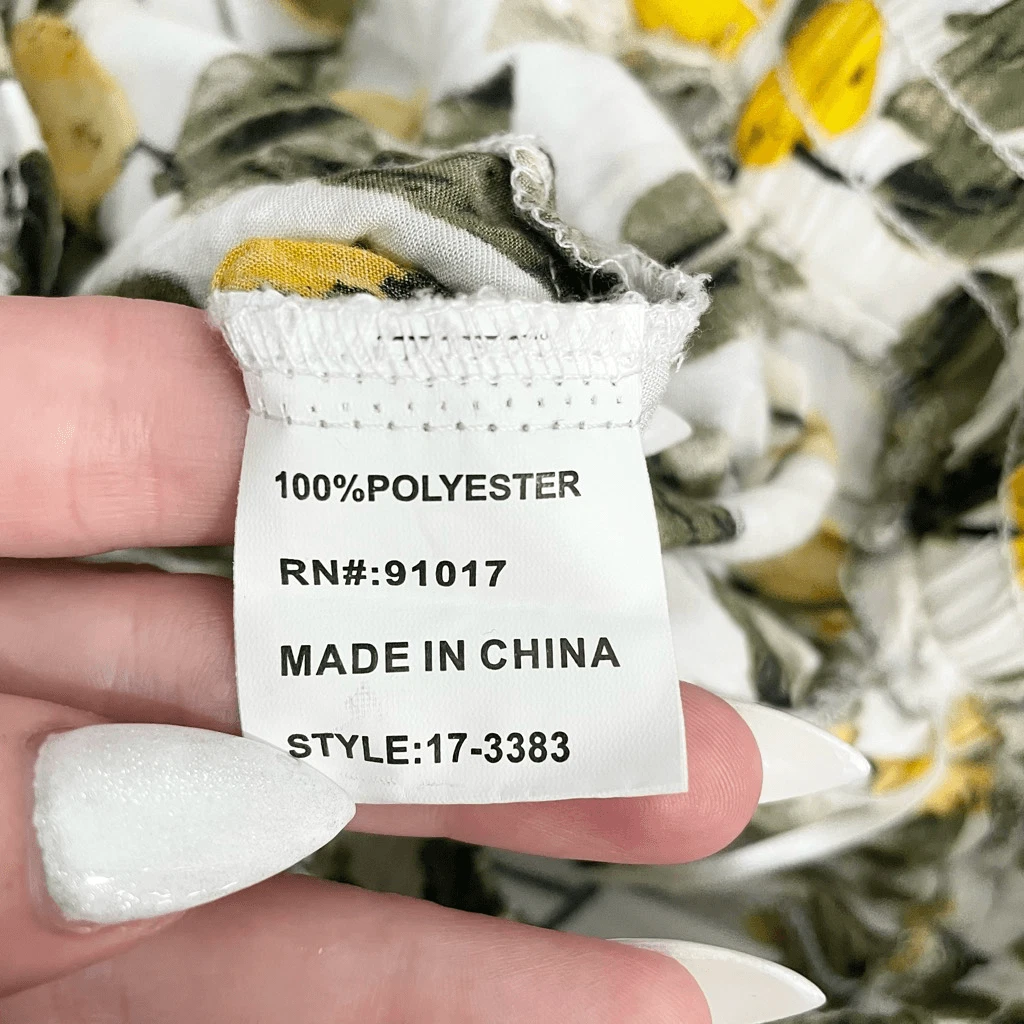 100%POLYESTER
RN#:91017
MADE IN CHINA
STYLE:17-3383